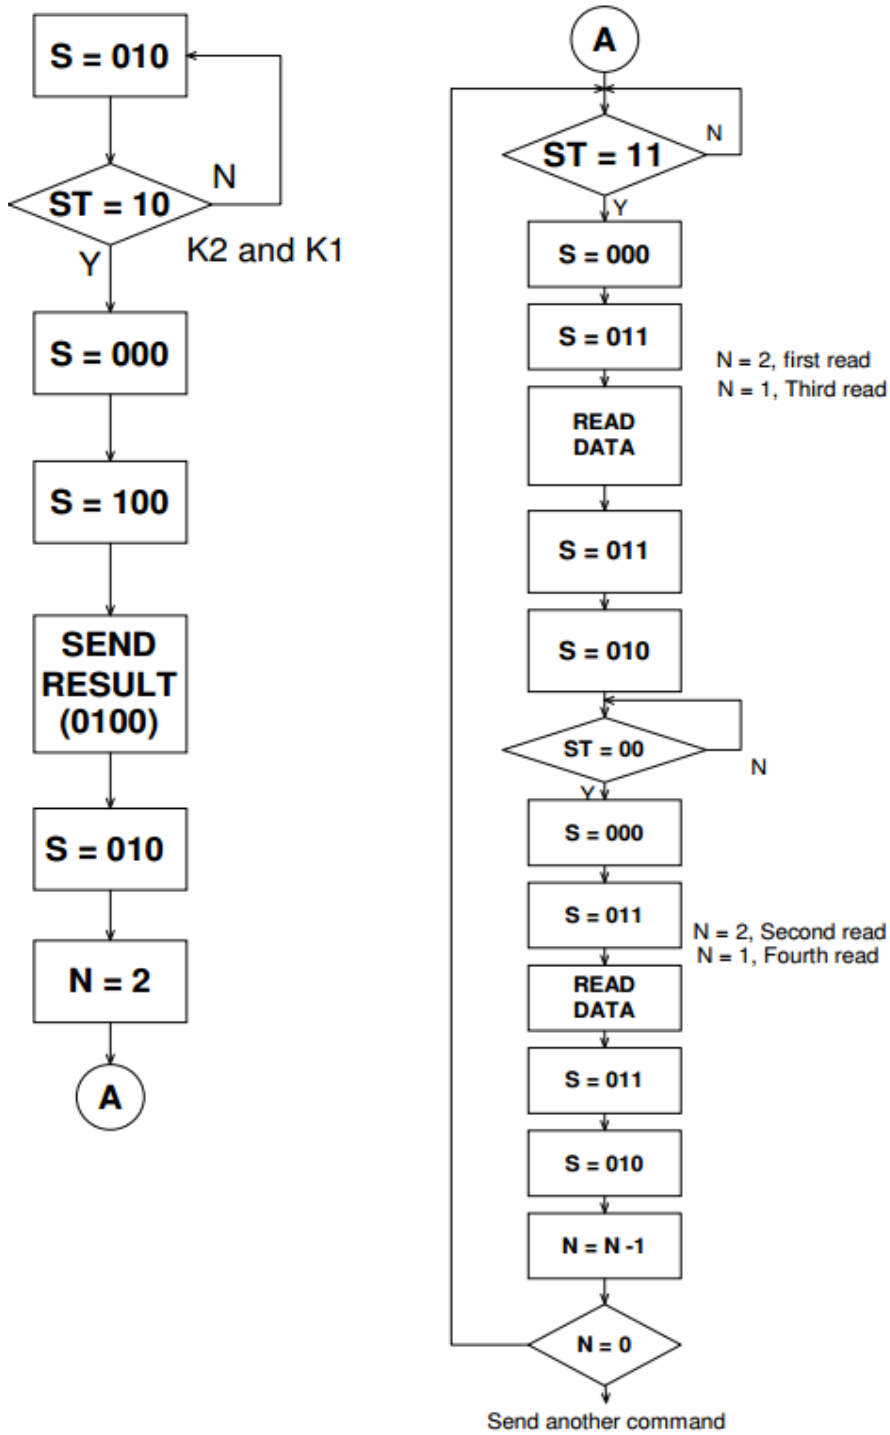 S = 010
ST = 10
N
Y
K2 and K1
S = 000
S = 100
SEND
RESULT
(0100)
S = 010
N = 2
A
A
ST = 11
N
Y
S = 000
S = 011
N = 2, first read
N = 1, Third read
READ
DATA
S = 011
S = 010
ST = 00
N
Y
S = 000
S = 011
N = 2, Second read
N = 1, Fourth read
READ
DATA
S = 011
S = 010
N = N -1
N = 0
Send another command